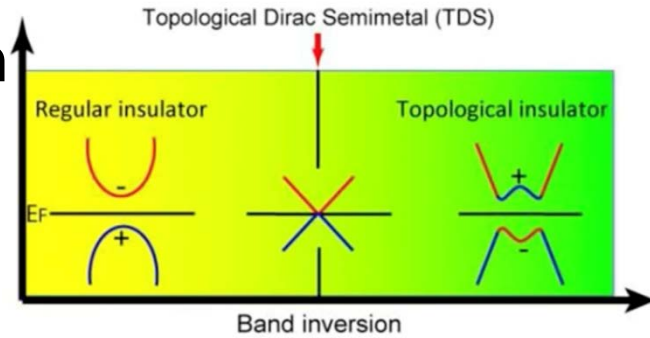 Topological Dirac Semimetal (TDS)
n
Regular insulator
Topological insulator
-
+
EF
+
-
Band inversion